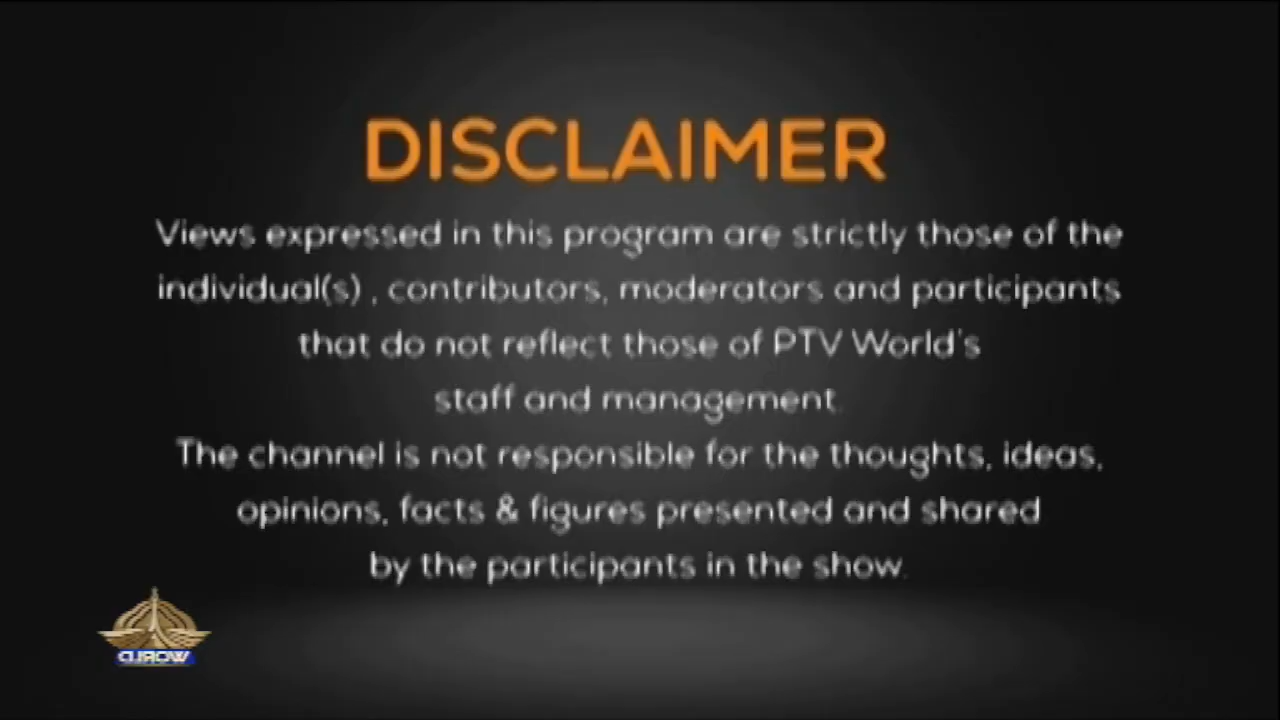 DISCLAIMER
Views expressed in this program are strictly those of the
individual(s) , contributors, moderators and participants
that do not reflect those of PTV World's
staff and management.
The channel is not responsible for the thoughts, ideas,
opinions, facts & figures presented and shared
by the participants in the show.
WORLD